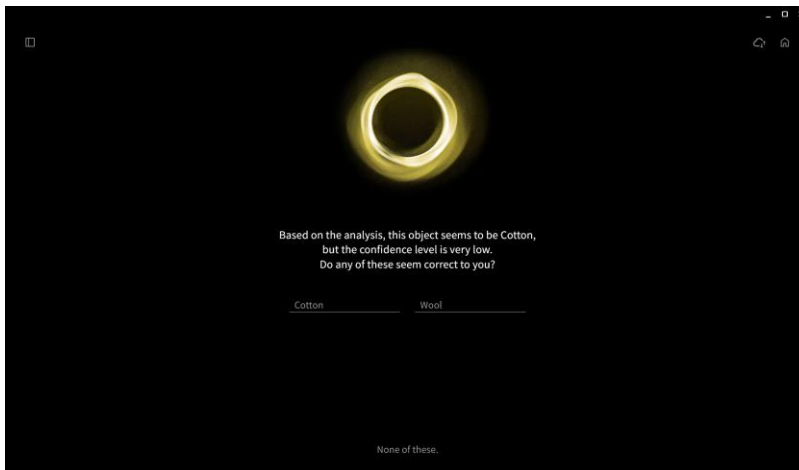 Based on the analysis, this object seems to be Cotton,
but the confidence level is very low.
Do any of these seem correct to you?
Cotton
Wool
None of these.